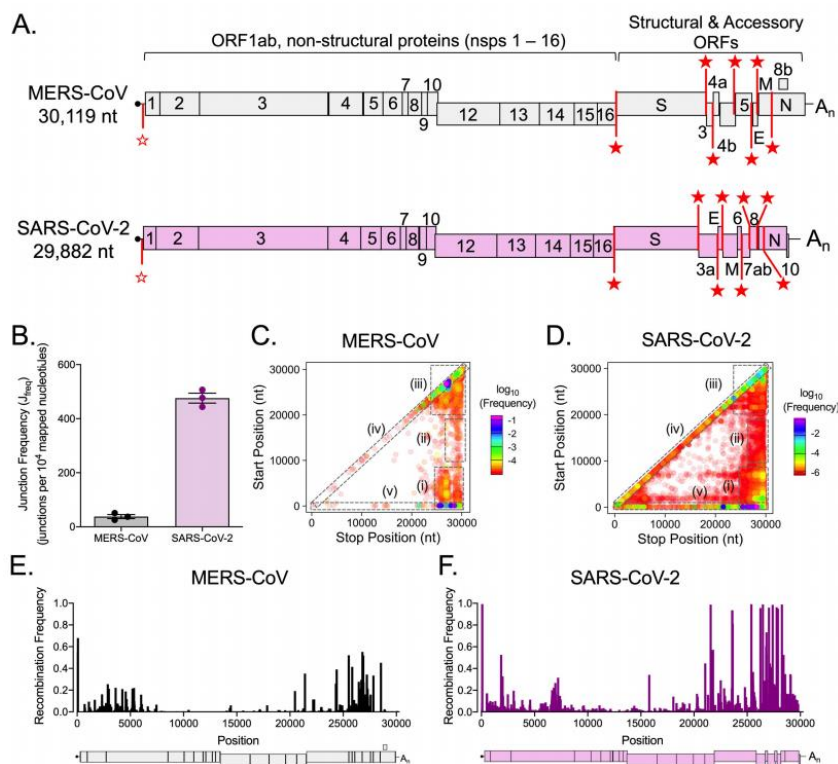 A.
ORF1ab, non-structural proteins (nsps 1 – 16)
Structural & Accessory
ORFs
MERS-CoV
30,119 nt
1 2 3 4 5 6 7 8 9 10 12 13 14 15 16 S 3 4a 4b 5 E M 8b N An
SARS-CoV-2
29,882 nt
1 2 3 4 5 6 7 8 9 10 12 13 14 15 16 S 3a E M 6 7ab 8 N 10 An
B.
Junction Frequency (Jfreq)
(junctions per 10^4 mapped nucleotiues)
600
400
200
0
MERS-CoV SARS-CoV-2
C.
MERS-CoV
Start Position (nt)
30000
20000
10000
0
0 10000 20000 30000
Stop Position (nt)
(i)
(ii)
(iii)
(iv)
(v)
log10
(Frequency)
-1
-2
-3
-4
D.
SARS-CoV-2
Start Position (nt)
30000
20000
10000
0
0 10000 20000 30000
Stop Position (nt)
(i)
(ii)
(iii)
(iv)
(v)
log10
(Frequency)
-1
-2
-4
-6
E.
MERS-CoV
Recombination Frequency
1.0
0.8
0.6
0.4
0.2
0.0
0 5000 10000 15000 20000 25000 30000
Position
An
F.
SARS-CoV-2
Recombination Frequency
1.0
0.8
0.6
0.4
0.2
0.0
0 5000 10000 15000 20000 25000 30000
Position
An